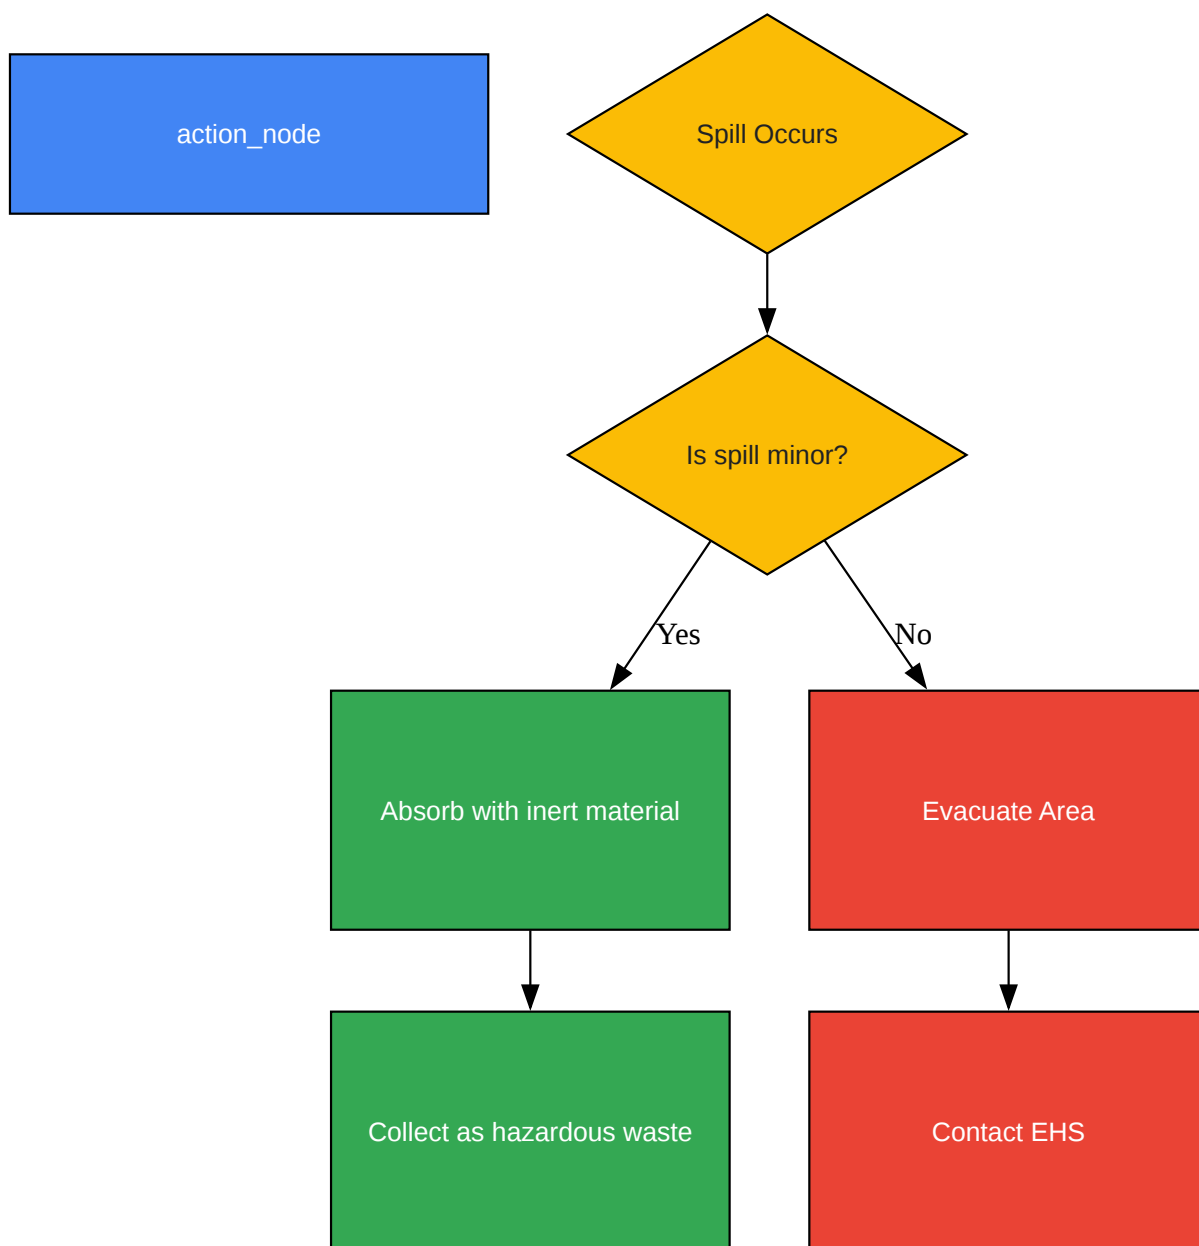 action_node
Spill Occurs
Is spill minor?
Yes
No
Absorb with inert material
Evacuate Area
Collect as hazardous waste
Contact EHS